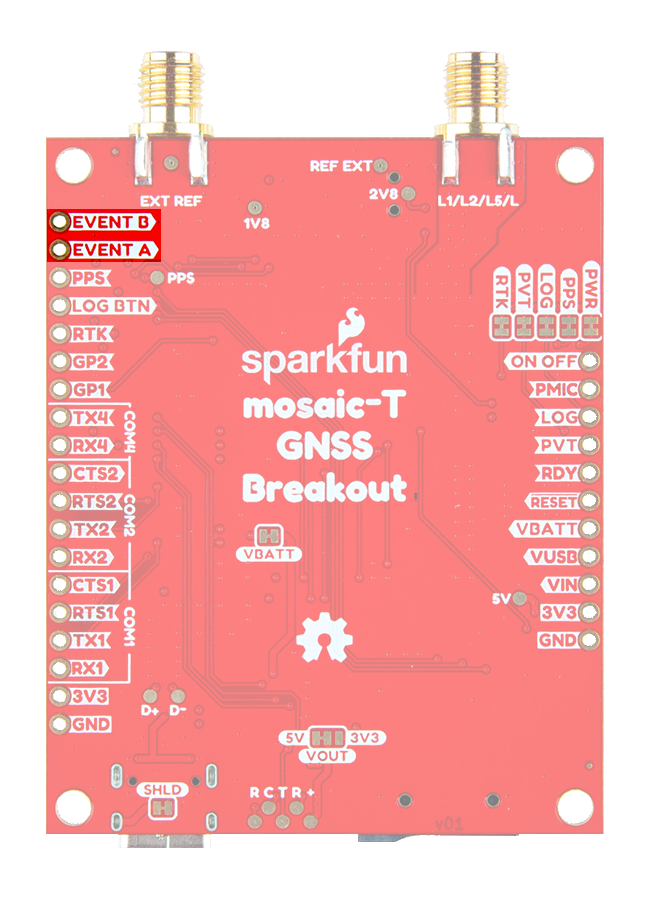 REF EXT
2V8
EXT REF
L1/L2/L5/L
1V8
EVENT B
EVENT A
PPS
PPS
LOG BTN
RTK
GP2
GP1
TX4
RX4
COM4
CTS2
RTS2
TX2
RX2
COM2
CTS1
RTS1
TX1
RX1
COM1
3V3
GND
RTK
PVT
LOG
PPS
PWR
sparkfun
mosaic-T
GNSS
Breakout
ON OFF
PMIC
LOG
PVT
RDY
RESET
VBATT
VUSB
VIN
3V3
GND
VBATT
5V
D+ D-
5V 3V3
VOUT
SHLD
R C T R +
v01